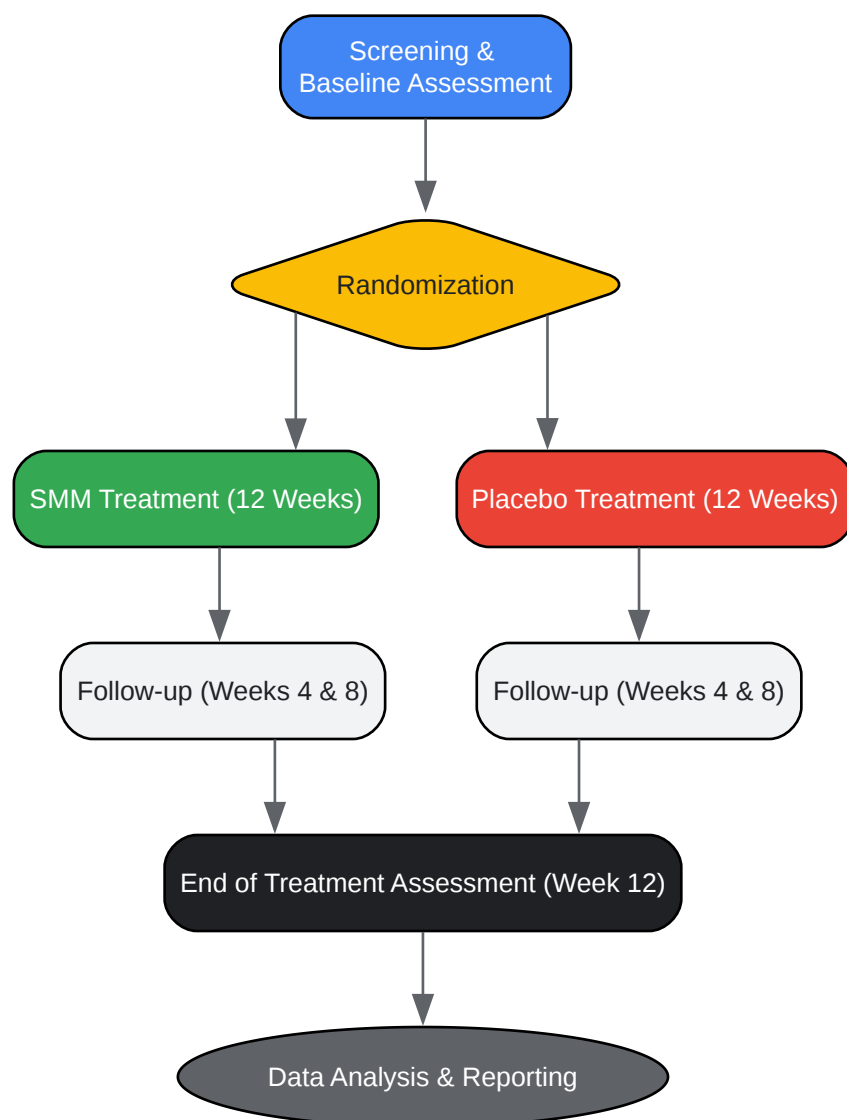 Screening &
Baseline Assessment
Randomization
SMM Treatment (12 Weeks)
Placebo Treatment (12 Weeks)
Follow-up (Weeks 4 & 8)
Follow-up (Weeks 4 & 8)
End of Treatment Assessment (Week 12)
Data Analysis & Reporting